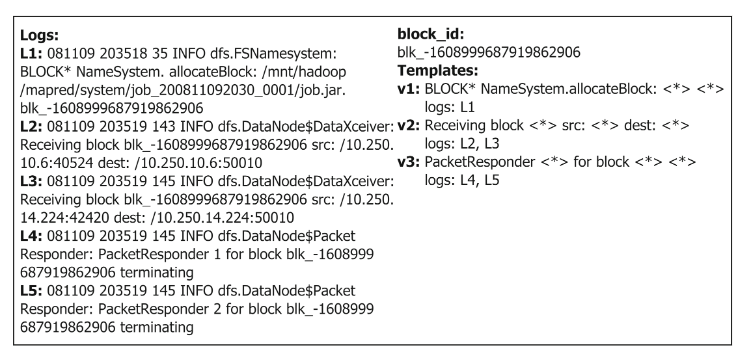 Logs:
L1: 081109 203518 35 INFO dfs.FSNamesystem:
BLOCK* NameSystem. allocateBlock: /mnt/hadoop
/mapred/system/job_200811092030_0001/job.jar.
blk_-1608999687919862906
L2: 081109 203519 143 INFO dfs.DataNode$DataXceiver:
Receiving block blk_-1608999687919862906 src: /10.250.
10.6:40524 dest: /10.250.10.6:50010
L3: 081109 203519 145 INFO dfs.DataNode$DataXceiver:
Receiving block blk_-1608999687919862906 src: /10.250.
14.224:42420 dest: /10.250.14.224:50010
L4: 081109 203519 145 INFO dfs.DataNode$Packet
Responder: PacketResponder 1 for block blk_-1608999
687919862906 terminating
L5: 081109 203519 145 INFO dfs.DataNode$Packet
Responder: PacketResponder 2 for block blk_-1608999
687919862906 terminating
block_id:
blk_-1608999687919862906
Templates:
v1: BLOCK* NameSystem.allocateBlock: <*> <*>
logs: L1
v2: Receiving block <*> src: <*> dest: <*>
logs: L2, L3
v3: PacketResponder <*> for block <*> <*>
logs: L4, L5